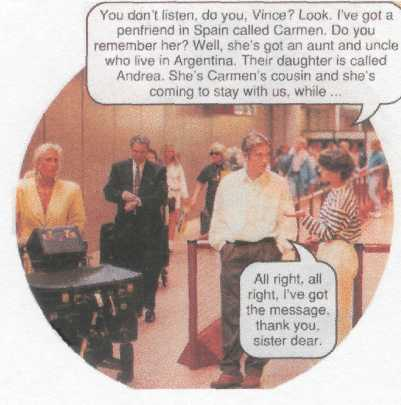 You don't listen, do you, Vince? Look. I've got a
penfriend in Spain called Carmen. Do you
remember her? Well, she's got an aunt and uncle
who live in Argentina. Their daughter is called
Andrea. She's Carmen's cousin and she's
coming to stay with us, while ...
All right, all
right, I've got
the message,
thank you,
sister dear.